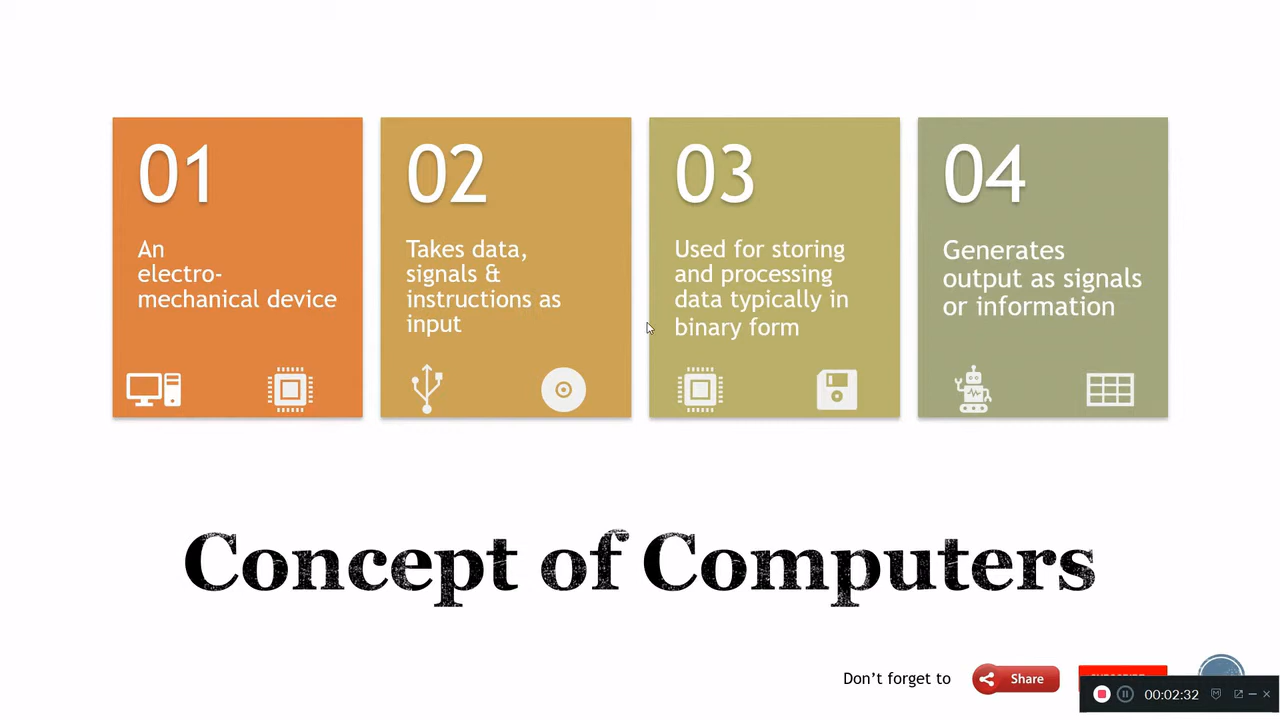 01
An
electro-
mechanical device
02
Takes data,
signals &
instructions as
input
03
Used for storing
and processing
data typically in
binary form
04
Generates
output as signals
or information
Concept of Computers
Don't forget to
Share
00:02:32